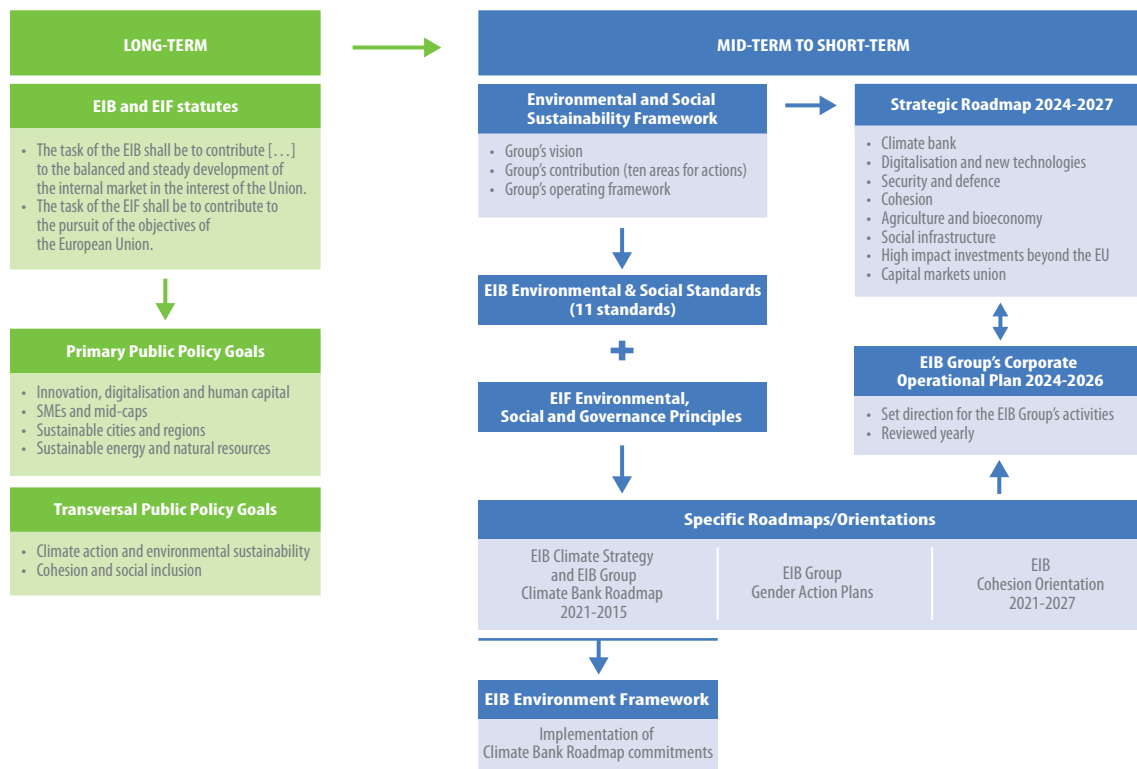 LONG-TERM
EIB and EIF statutes
• The task of the EIB shall be to contribute […]
to the balanced and steady development of
the internal market in the interest of the Union.
• The task of the EIF shall be to contribute to
the pursuit of the objectives of
the European Union.
Primary Public Policy Goals
• Innovation, digitalisation and human capital
• SMEs and mid-caps
• Sustainable cities and regions
• Sustainable energy and natural resources
Transversal Public Policy Goals
• Climate action and environmental sustainability
• Cohesion and social inclusion
MID-TERM TO SHORT-TERM
Environmental and Social
Sustainability Framework
• Group's vision
• Group's contribution (ten areas for actions)
• Group's operating framework
EIB Environmental & Social Standards
(11 standards)
EIF Environmental,
Social and Governance Principles
Strategic Roadmap 2024-2027
• Climate bank
• Digitalisation and new technologies
• Security and defence
• Cohesion
• Agriculture and bioeconomy
• Social infrastructure
• High impact investments beyond the EU
• Capital markets union
EIB Group's Corporate
Operational Plan 2024-2026
• Set direction for the EIB Group's activities
• Reviewed yearly
Specific Roadmaps/Orientations
EIB Climate Strategy
and EIB Group
Climate Bank Roadmap
2021-2015
EIB Group
Gender Action Plans
EIB
Cohesion Orientation
2021-2027
EIB Environment Framework
Implementation of
Climate Bank Roadmap commitments